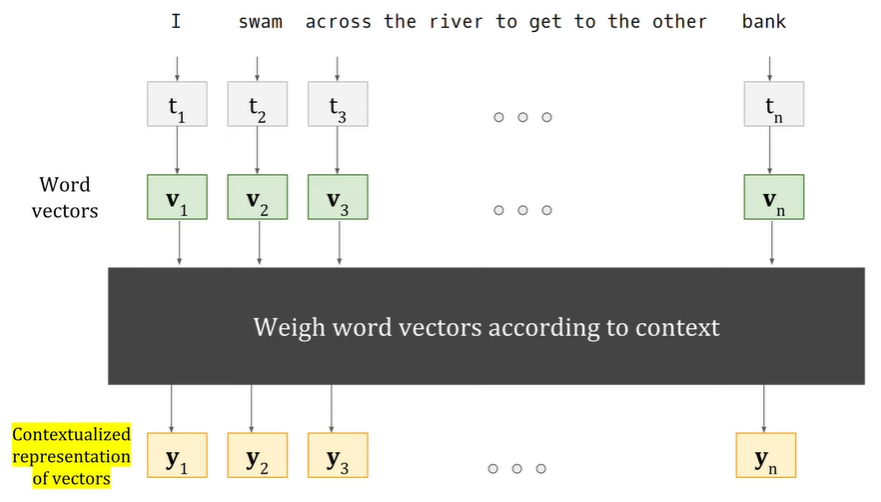 I swam across the river to get to the other bank
t1 t2 t3 tn
Word
vectors
v1 v2 v3 vn
Weigh word vectors according to context
Contextualized
representation
of vectors
y1 y2 y3 yn